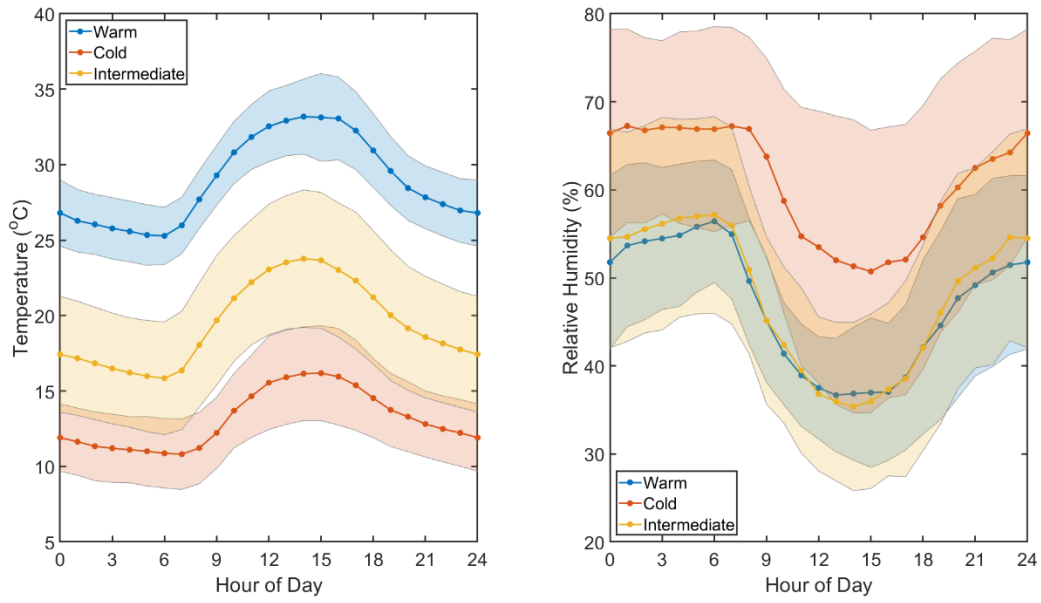 40
35
30
25
20
15
10
5
0 3 6 9 12 15 18 21 24
Temperature (°C)
Hour of Day
Warm
Cold
Intermediate
80
70
60
50
40
30
20
0 3 6 9 12 15 18 21 24
Relative Humidity (%)
Hour of Day
Warm
Cold
Intermediate